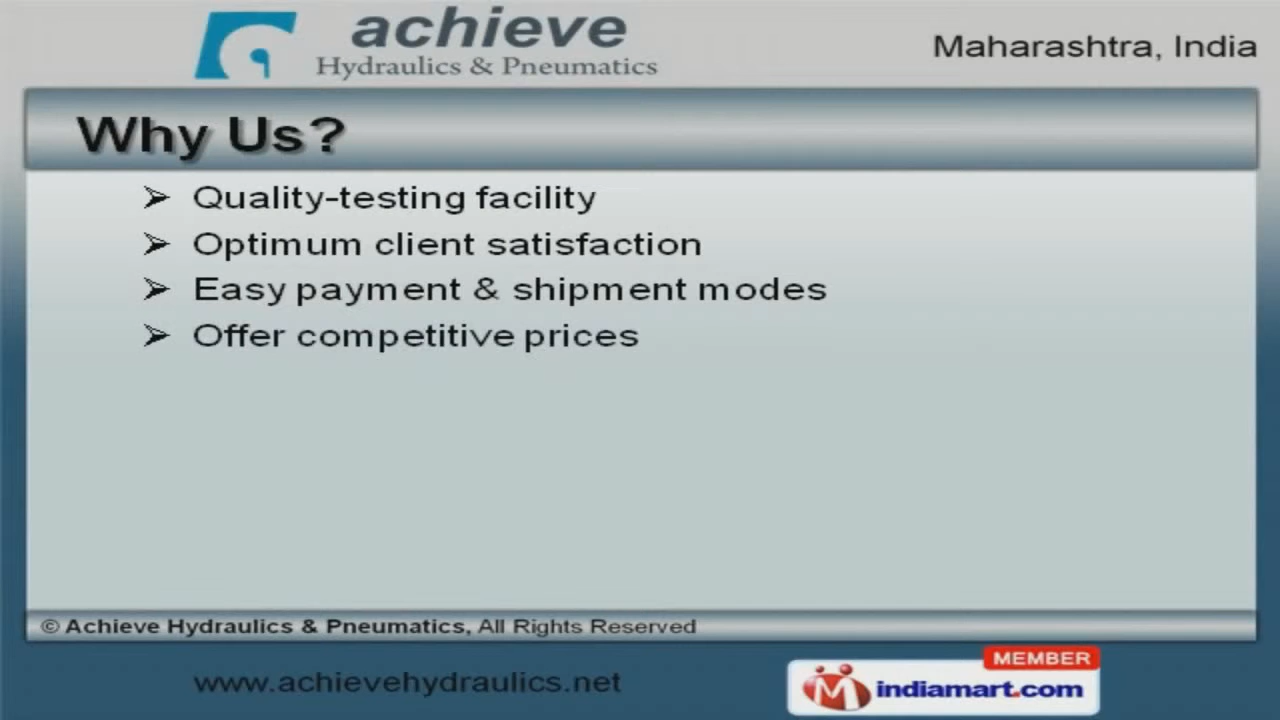 achieve
Hydraulics & Pneumatics
Maharashtra, India
Why Us?
➢ Quality-testing facility
➢ Optimum client satisfaction
➢ Easy payment & shipment modes
➢ Offer competitive prices
© Achieve Hydraulics & Pneumatics, All Rights Reserved
www.achievehydraulics.net
MEMBER
indiamart.com